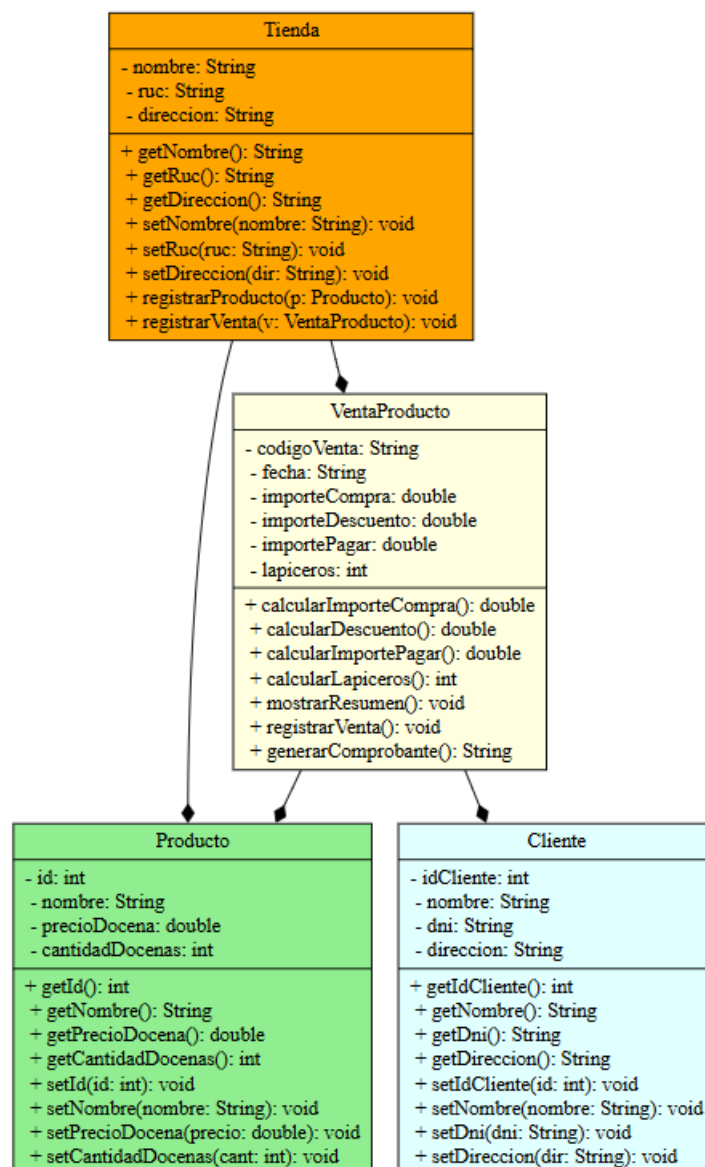 Tienda
- nombre: String
- ruc: String
- direccion: String
+ getNombre(): String
+ getRuc(): String
+ getDireccion(): String
+ setNombre(nombre: String): void
+ setRuc(ruc: String): void
+ setDireccion(dir: String): void
+ registrarProducto(p: Producto): void
+ registrarVenta(v: VentaProducto): void
VentaProducto
- codigoVenta: String
- fecha: String
- importeCompra: double
- importeDescuento: double
- importePagar: double
- lapiceros: int
+ calcularImporteCompra(): double
+ calcularDescuento(): double
+ calcularImportePagar(): double
+ calcularLapiceros(): int
+ mostrarResumen(): void
+ registrarVenta(): void
+ generarComprobante(): String
Producto
- id: int
- nombre: String
- precioDocena: double
- cantidadDocenas: int
+ getId(): int
+ getNombre(): String
+ getPrecioDocena(): double
+ getCantidadDocenas(): int
+ setId(id: int): void
+ setNombre(nombre: String): void
+ setPrecioDocena(precio: double): void
+ setCantidadDocenas(cant: int): void
Cliente
- idCliente: int
- nombre: String
- dni: String
- direccion: String
+ getIdCliente(): int
+ getNombre(): String
+ getDni(): String
+ getDireccion(): String
+ setIdCliente(id: int): void
+ setNombre(nombre: String): void
+ setDni(dni: String): void
+ setDireccion(dir: String): void